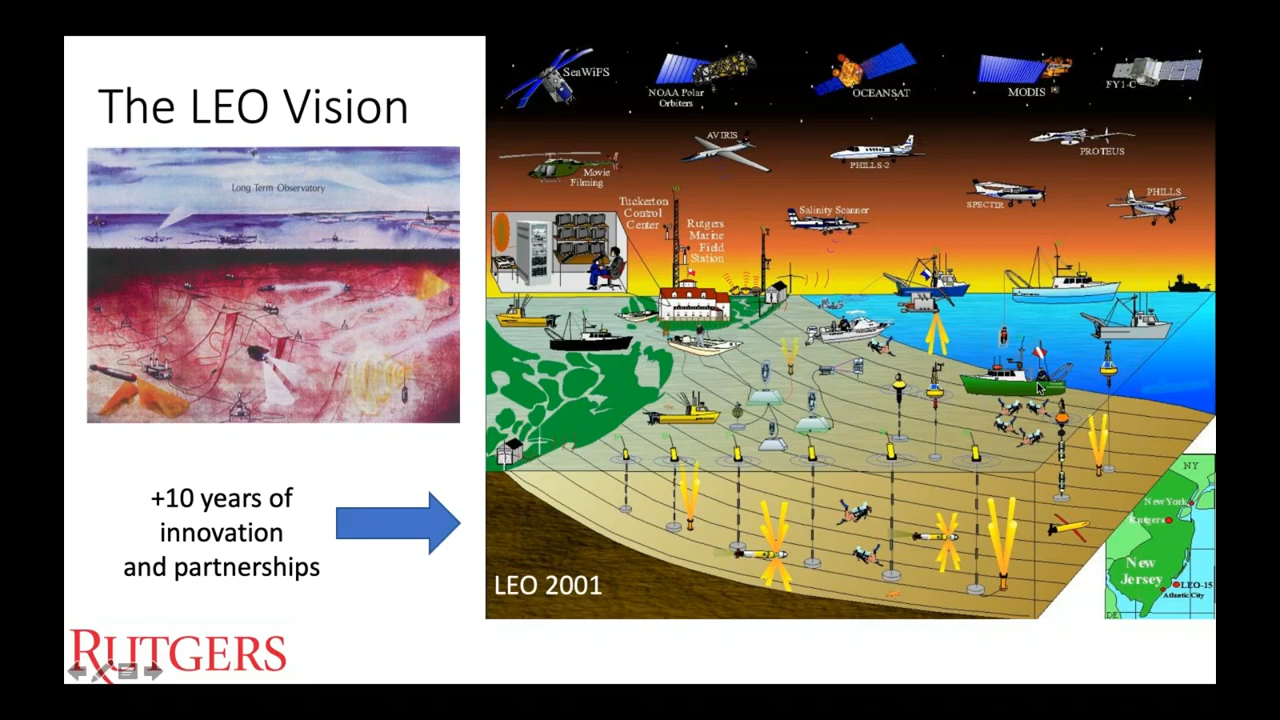 The LEO Vision
Long Term Observatory
+10 years of
innovation
and partnerships
RUTGERS
SeaWiFS
NOAA Polar
Orbiters
OCEANSAT
MODIS
FY1-C
AVIRIS
PHILLS-2
PROTEUS
Movie
Filming
SPECTIR
PHILLS
Tuckerton
Control
Center
Rutgers
Marine
Field
Station
Salinity Scanner
LEO 2001
NY
New York
Rutgers
New
Jersey
LEO-15
Atlantic City
DE